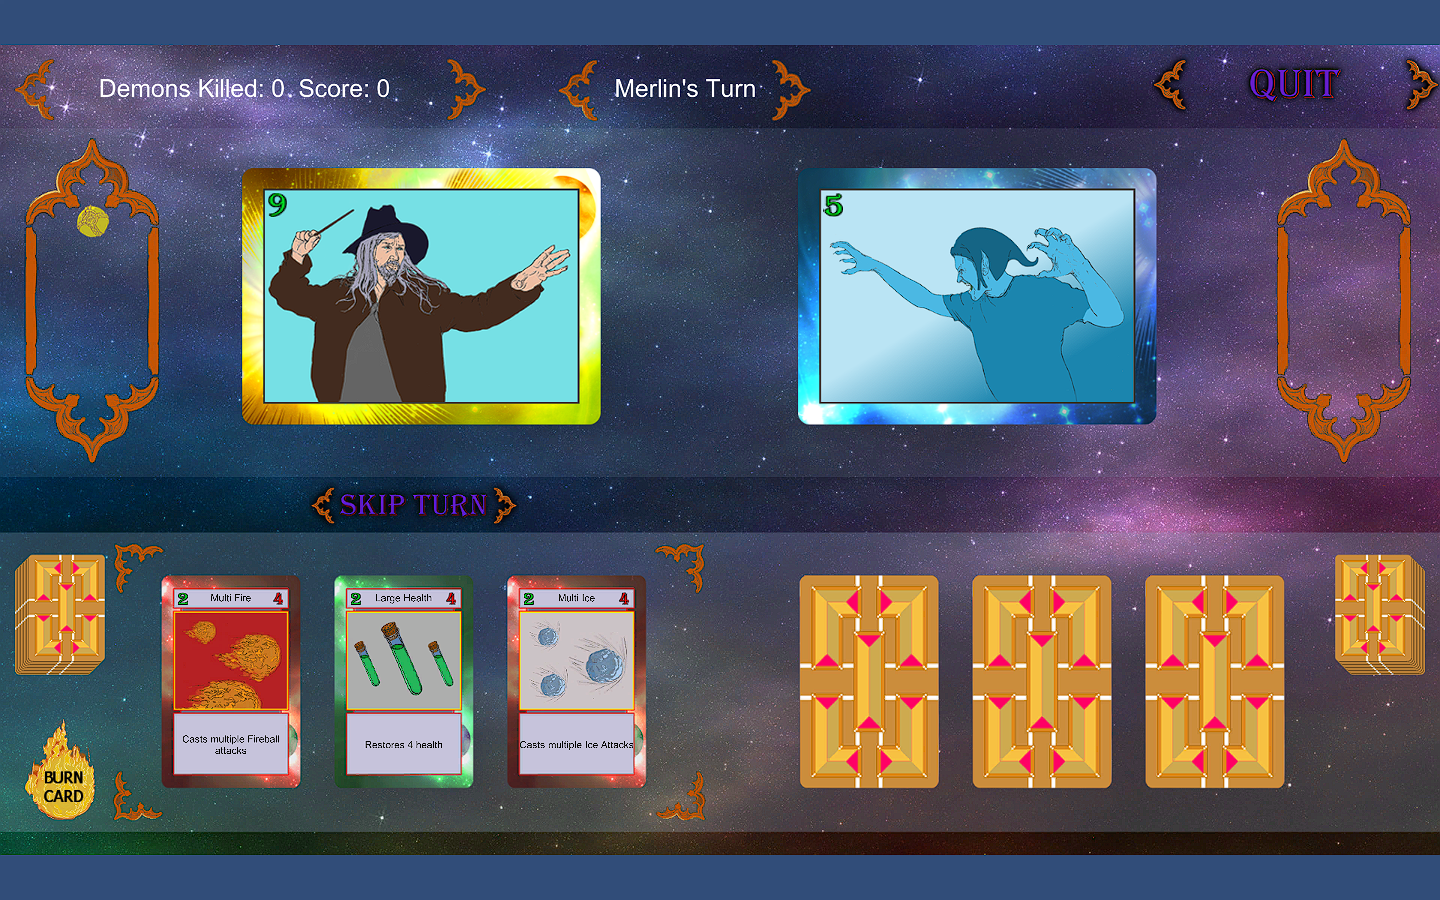 Demons Killed: 0. Score: 0
Merlin's Turn
QUIT
9
5
SKIP TURN
2 Multi Fire 4
Casts multiple Fireball
attacks
2 Large Health 4
Restores 4 health
2 Multi Ice 4
Casts multiple Ice Attacks
BURN
CARD